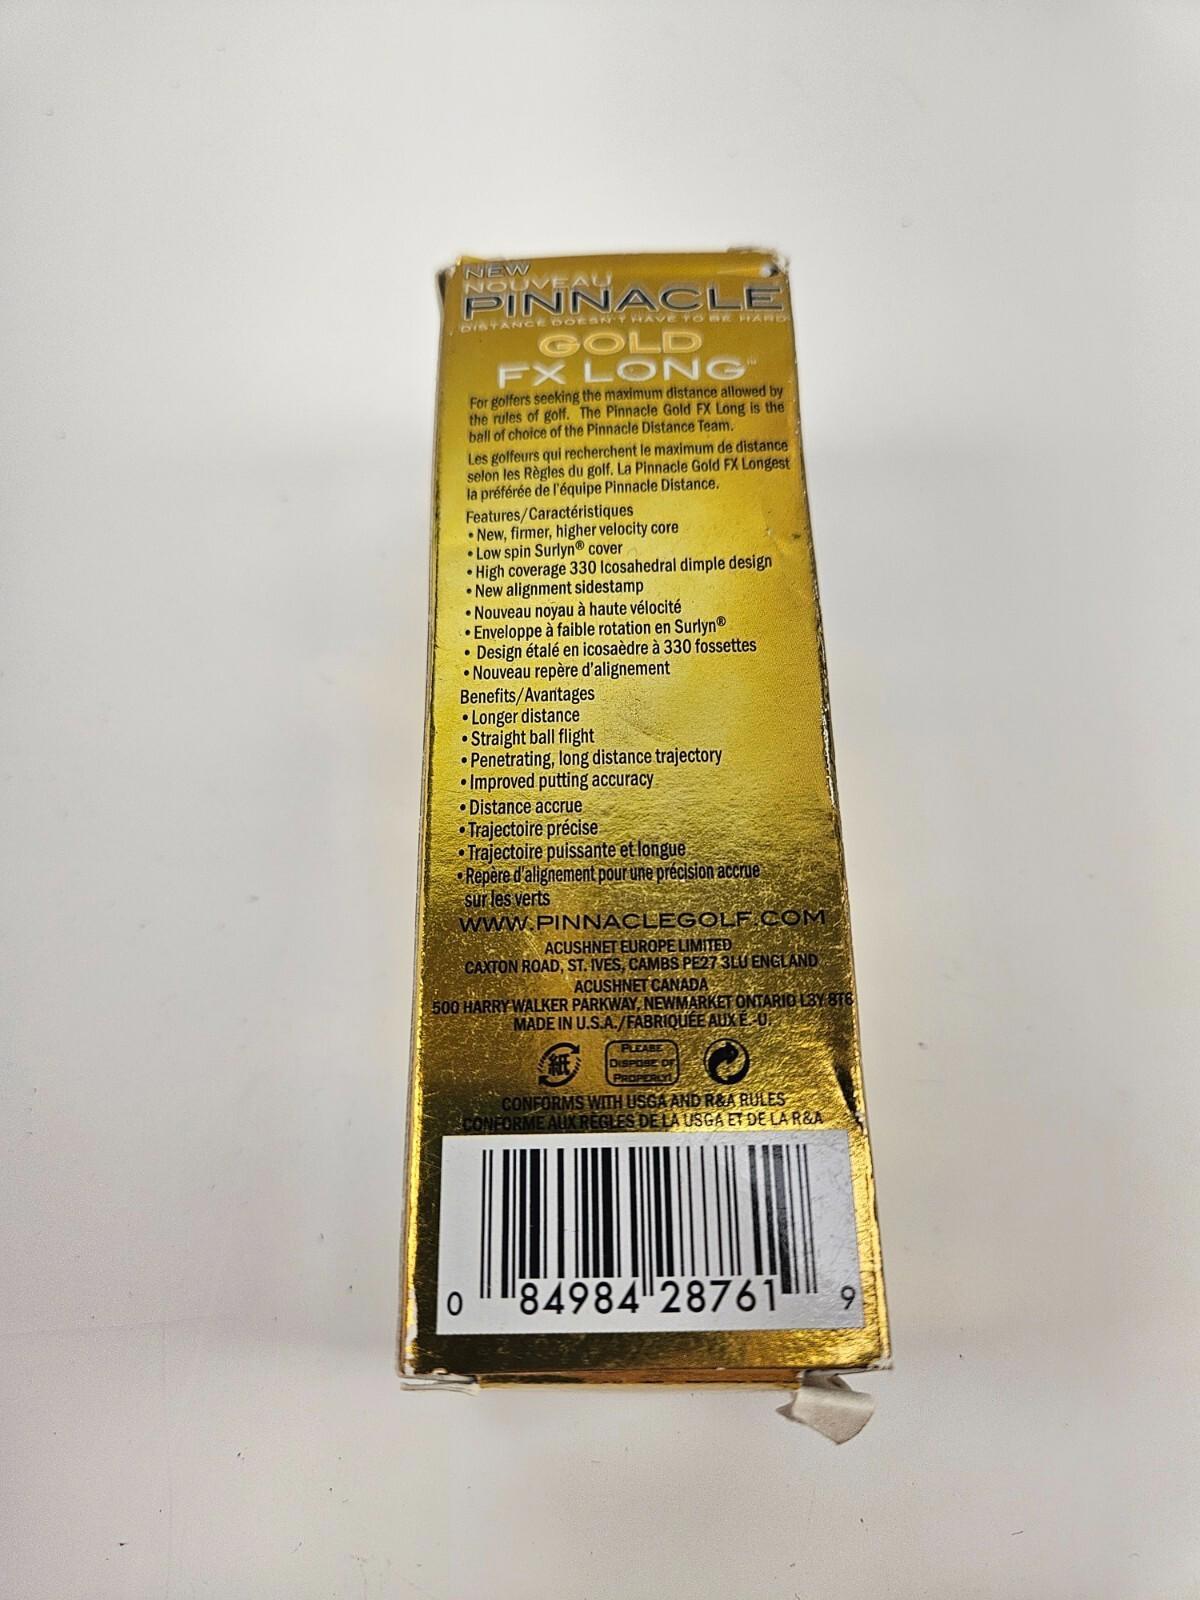 NEW
NOUVEAU
PINNACLE
DISTANCE DOESN'T HAVE TO BE HARD
GOLD
FX LONG™
For golfers seeking the maximum distance allowed by
the rules of golf. The Pinnacle Gold FX Long is the
ball of choice of the Pinnacle Distance Team.
Les golfeurs qui recherchent le maximum de distance
selon les Règles du golf. La Pinnacle Gold FX Longest
la préférée de l'équipe Pinnacle Distance.
Features/Caractéristiques
• New, firmer, higher velocity core
• Low spin Surlyn® cover
• High coverage 330 Icosahedral dimple design
• New alignment sidestamp
• Nouveau noyau à haute vélocité
• Enveloppe à faible rotation en Surlyn®
• Design étalé en icosaèdre à 330 fossettes
• Nouveau repère d'alignement
Benefits/Avantages
• Longer distance
• Straight ball flight
• Penetrating, long distance trajectory
• Improved putting accuracy
• Distance accrue
• Trajectoire précise
• Trajectoire puissante et longue
• Repère d'alignement pour une précision accrue
sur les verts
WWW.PINNACLEGOLF.COM
ACUSHNET EUROPE LIMITED
CAXTON ROAD, ST. IVES, CAMBS PE27 3LU ENGLAND
ACUSHNET CANADA
500 HARRY WALKER PARKWAY, NEWMARKET ONTARIO L3Y 8T6
MADE IN U.S.A./FABRIQUÉE AUX É.-U.
紙
PLEASE
DISPOSE OF
PROPERLY!
CONFORMS WITH USGA AND R&A RULES
CONFORME AUX RÈGLES DE LA USGA ET DE LA R&A
0 84984 28761 9